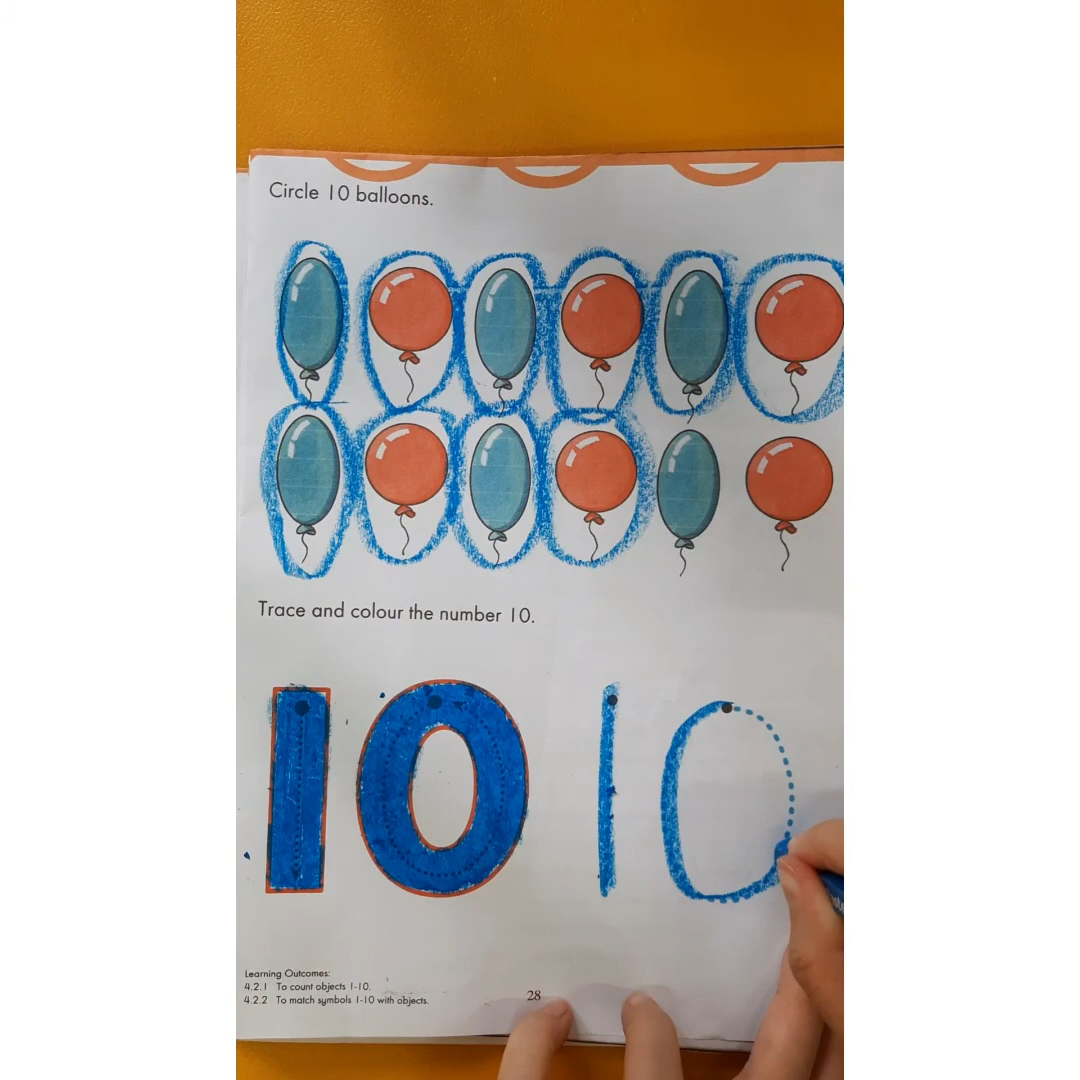 Circle 10 balloons.
Trace and colour the number 10.
10 10
Learning Outcomes:
4.2.1 To count objects 1-10.
4.2.2 To match symbols 1-10 with objects.
28